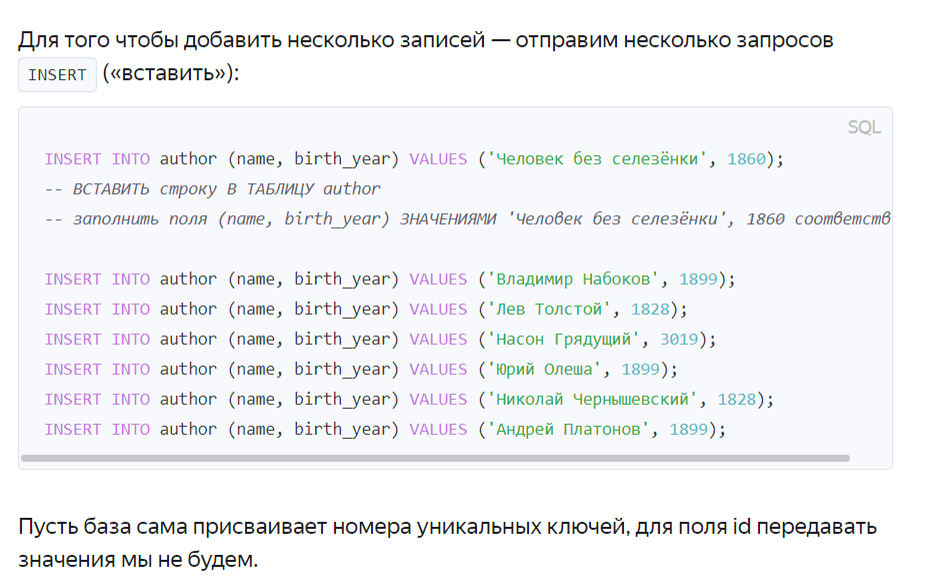 Для того чтобы добавить несколько записей — отправим несколько запросов
INSERT («вставить»):
SQL
INSERT INTO author (name, birth_year) VALUES ('Человек без селезёнки', 1860);
-- ВСТАВИТЬ строку В ТАБЛИЦУ author
-- заполнить поля (name, birth_year) ЗНАЧЕНИЯМИ 'Человек без селезёнки', 1860 соответств
INSERT INTO author (name, birth_year) VALUES ('Владимир Набоков', 1899);
INSERT INTO author (name, birth_year) VALUES ('Лев Толстой', 1828);
INSERT INTO author (name, birth_year) VALUES ('Насон Грядущий', 3019);
INSERT INTO author (name, birth_year) VALUES ('Юрий Олеша', 1899);
INSERT INTO author (name, birth_year) VALUES ('Николай Чернышевский', 1828);
INSERT INTO author (name, birth_year) VALUES ('Андрей Платонов', 1899);
Пусть база сама присваивает номера уникальных ключей, для поля id передавать
значения мы не будем.